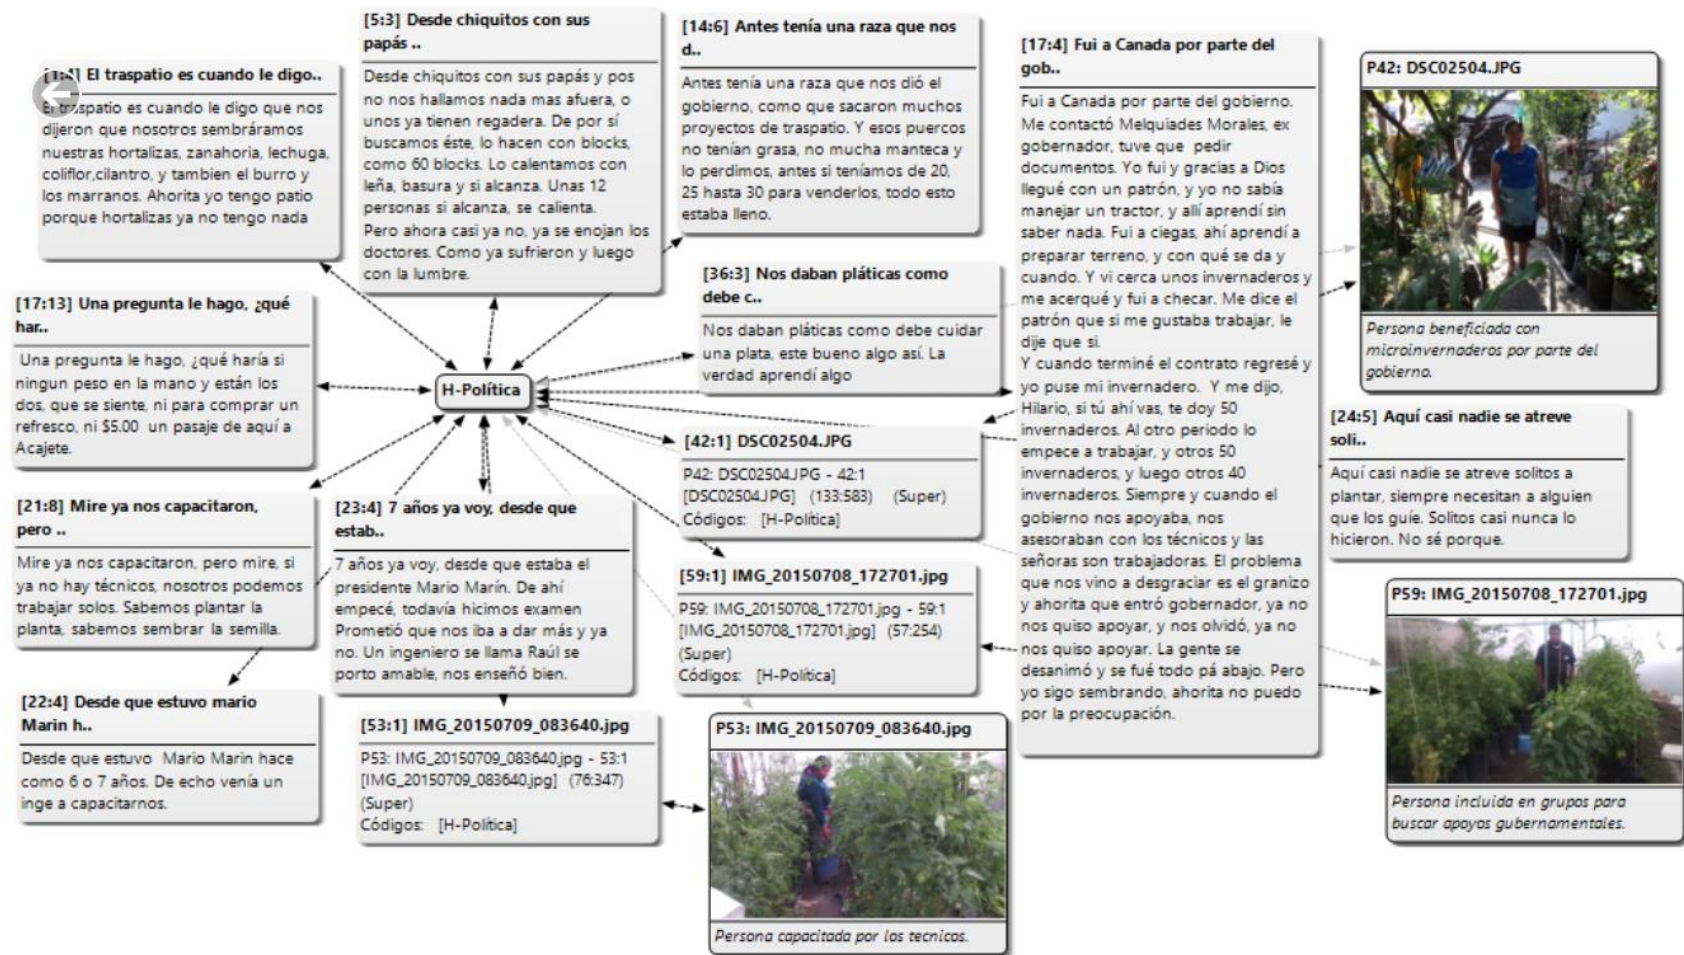 [1:4] El traspatio es cuando le digo..
El traspatio es cuando le digo que nos
dijeron que nosotros sembráramos
nuestras hortalizas, zanahoria, lechuga,
coliflor,cilantro, y tambien el burro y
los marranos. Ahorita yo tengo patio
porque hortalizas ya no tengo nada
[5:3] Desde chiquitos con sus
papás ..
Desde chiquitos con sus papás y pos
no nos hallamos nada mas afuera, o
unos ya tienen regadera. De por sí
buscamos éste, lo hacen con blocks,
como 60 blocks. Lo calentamos con
leña, basura y si alcanza. Unas 12
personas si alcanza, se calienta.
Pero ahora casi ya no, ya se enojan los
doctores. Como ya sufrieron y luego
con la lumbre.
[14:6] Antes tenía una raza que nos
d..
Antes tenía una raza que nos dió el
gobierno, como que sacaron muchos
proyectos de traspatio. Y esos puercos
no tenían grasa, no mucha manteca y
lo perdimos, antes si teníamos de 20,
25 hasta 30 para venderlos, todo esto
estaba lleno.
[17:4] Fui a Canada por parte del
gob..
Fui a Canada por parte del gobierno.
Me contactó Melquiades Morales, ex
gobernador, tuve que  pedir
documentos. Yo fui y gracias a Dios
llegué con un patrón, y yo no sabía
manejar un tractor, y allí aprendí sin
saber nada. Fui a ciegas, ahí aprendí a
preparar terreno, y con qué se da y
cuando. Y vi cerca unos invernaderos y
me acerqué y fui a checar. Me dice el
patrón que si me gustaba trabajar, le
dije que si.
Y cuando terminé el contrato regresé y
yo puse mi invernadero.  Y me dijo,
Hilario, si tú ahí vas, te doy 50
invernaderos. Al otro periodo lo
empece a trabajar, y otros 50
invernaderos, y luego otros 40
invernaderos. Siempre y cuando el
gobierno nos apoyaba, nos
asesoraban con los técnicos y las
señoras son trabajadoras. El problema
que nos vino a desgraciar es el granizo
y ahorita que entró gobernador, ya no
nos quiso apoyar, y nos olvidó, ya no
nos quiso apoyar. La gente se
desanimó y se fué todo pá abajo. Pero
yo sigo sembrando, ahorita no puedo
por la preocupación.
P42: DSC02504.JPG
Persona beneficiada con
microinvernaderos por parte del
gobierno.
[17:13] Una pregunta le hago, ¿qué
har..
Una pregunta le hago, ¿qué haría si
ningun peso en la mano y están los
dos, que se siente, ni para comprar un
refresco, ni $5.00  un pasaje de aquí a
Acajete.
[36:3] Nos daban pláticas como
debe c..
Nos daban pláticas como debe cuidar
una plata, este bueno algo así. La
verdad aprendí algo
H-Política
[42:1] DSC02504.JPG
P42: DSC02504.JPG - 42:1
[DSC02504.JPG]   (133:583)    (Super)
Códigos:   [H-Política]
[24:5] Aquí casi nadie se atreve
soli..
Aquí casi nadie se atreve solitos a
plantar, siempre necesitan a alguien
que los guíe. Solitos casi nunca lo
hicieron. No sé porque.
[21:8] Mire ya nos capacitaron,
pero ..
Mire ya nos capacitaron, pero mire, si
ya no hay técnicos, nosotros podemos
trabajar solos. Sabemos plantar la
planta, sabemos sembrar la semilla.
[23:4] 7 años ya voy, desde que
estab..
7 años ya voy, desde que estaba el
presidente Mario Marín. De ahí
empecé, todavía hicimos examen
Prometió que nos iba a dar más y ya
no. Un ingeniero se llama Raúl se
porto amable, nos enseñó bien.
[59:1] IMG_20150708_172701.jpg
P59: IMG_20150708_172701.jpg - 59:1
[IMG_20150708_172701.jpg]   (57:254)
(Super)
Códigos:   [H-Política]
P59: IMG_20150708_172701.jpg
Persona incluida en grupos para
buscar apoyos gubernamentales.
[22:4] Desde que estuvo mario
Marin h..
Desde que estuvo  Mario Marin hace
como 6 o 7 años. De echo venía un
inge a capacitarnos.
[53:1] IMG_20150709_083640.jpg
P53: IMG_20150709_083640.jpg - 53:1
[IMG_20150709_083640.jpg]   (76:347)
(Super)
Códigos:   [H-Política]
P53: IMG_20150709_083640.jpg
Persona capacitada por los tecnicos.